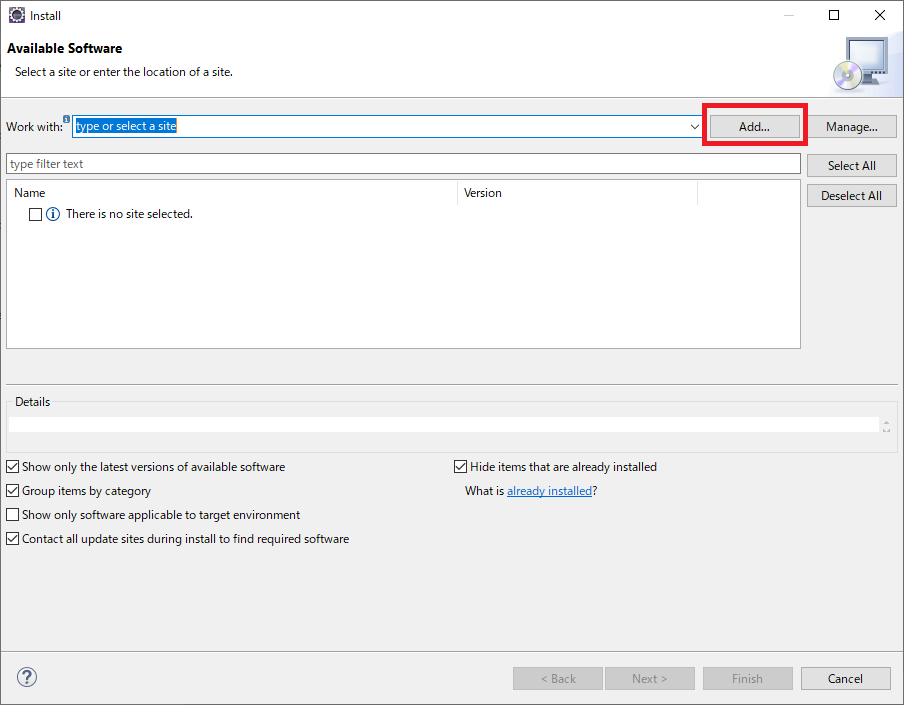 Install
Available Software
Select a site or enter the location of a site.
Work with: type or select a site Add... Manage...
type filter text Select All
Name Version Deselect All
There is no site selected.
Details
Show only the latest versions of available software Hide items that are already installed
Group items by category What is already installed?
Show only software applicable to target environment
Contact all update sites during install to find required software
? < Back Next > Finish Cancel